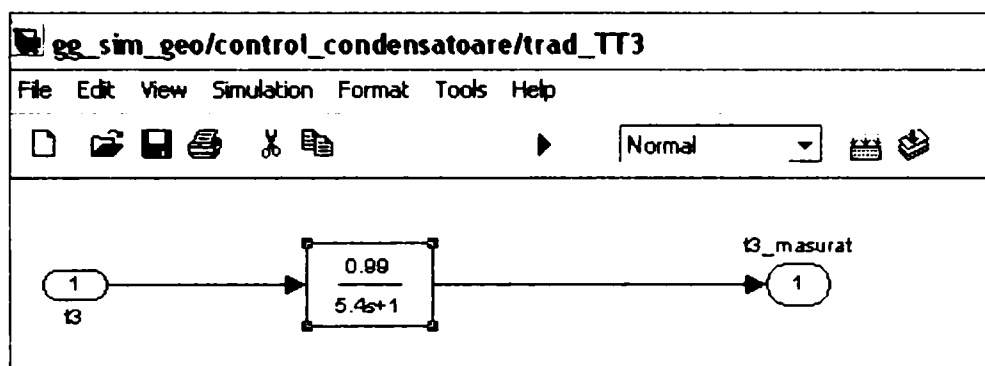 gg_sim_geo/control_condensatoare/trad_TT3
File Edit View Simulation Format Tools Help
Normal
t3_masurat
1
0.99
5.4s+1
1
t3